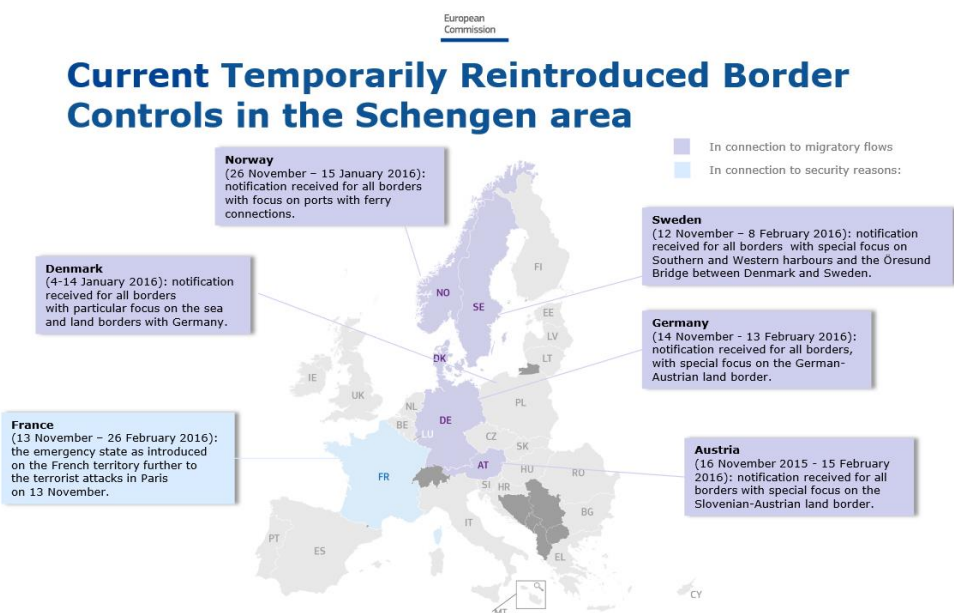 European
Commission
Current Temporarily Reintroduced Border
Controls in the Schengen area
In connection to migratory flows
In connection to security reasons:
Norway
(26 November – 15 January 2016):
notification received for all borders
with focus on ports with ferry
connections.
Sweden
(12 November – 8 February 2016): notification
received for all borders with special focus on
Southern and Western harbours and the Öresund
Bridge between Denmark and Sweden.
Denmark
(4-14 January 2016): notification
received for all borders
with particular focus on the sea
and land borders with Germany.
Germany
(14 November - 13 February 2016):
notification received for all borders,
with special focus on the German-
Austrian land border.
France
(13 November – 26 February 2016):
the emergency state as introduced
on the French territory further to
the terrorist attacks in Paris
on 13 November.
Austria
(16 November 2015 - 15 February
2016): notification received for all
borders with special focus on the
Slovenian-Austrian land border.
FI
NO
SE
EE
LV
LT
DK
IE
UK
NL
PL
BE
DE
LU
CZ
SK
FR
AT
HU
RO
SI
HR
BG
IT
PT
ES
EL
CY
MT